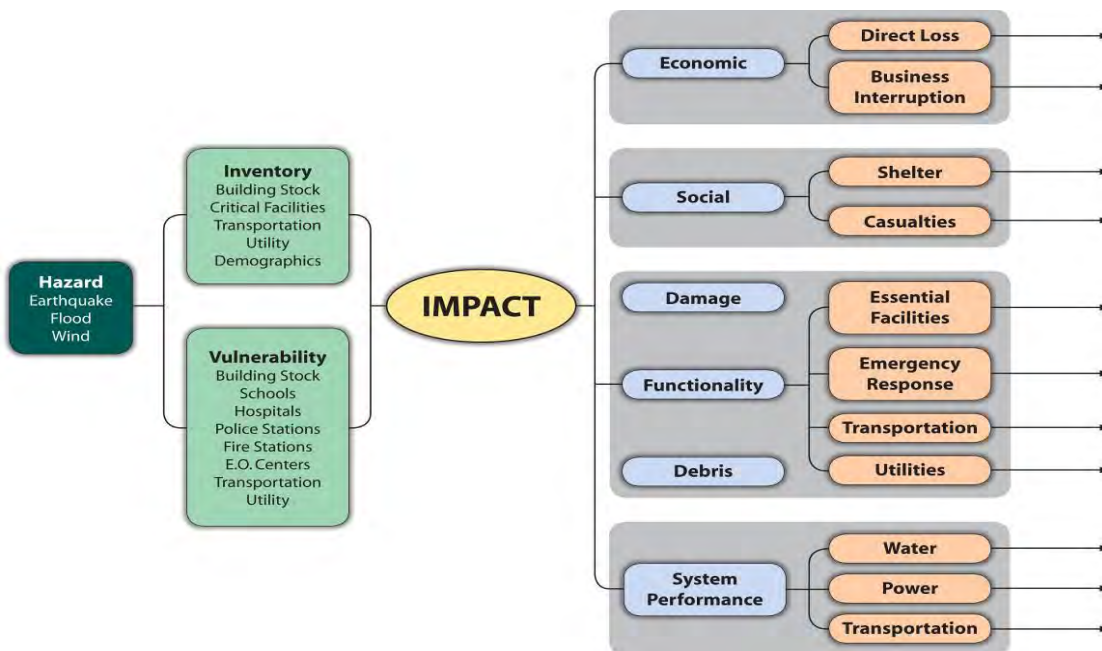 Hazard
Earthquake
Flood
Wind
Inventory
Building Stock
Critical Facilities
Transportation
Utility
Demographics
Vulnerability
Building Stock
Schools
Hospitals
Police Stations
Fire Stations
E.O. Centers
Transportation
Utility
IMPACT
Economic
Direct Loss
Business
Interruption
Social
Shelter
Casualties
Damage
Functionality
Debris
Essential
Facilities
Emergency
Response
Transportation
Utilities
System
Performance
Water
Power
Transportation